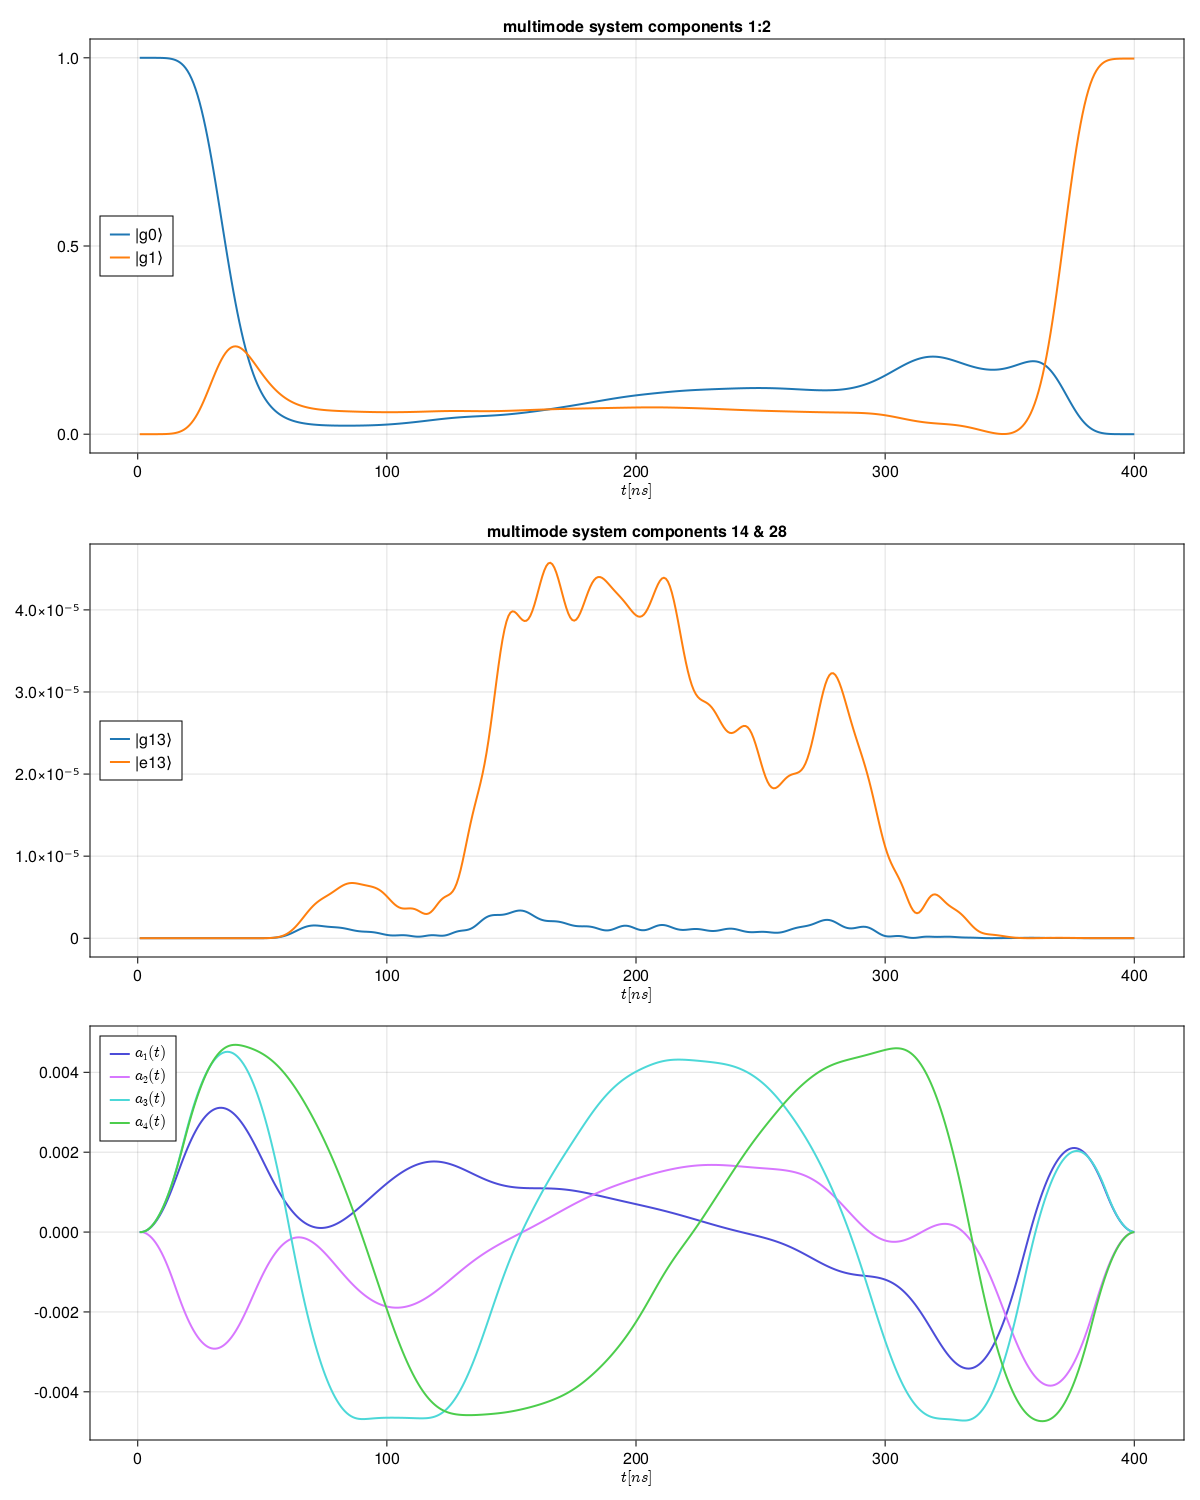 multimode system components 1:2
1.0
0.5
0.0
|g0⟩
|g1⟩
0 100 200 300 400
t[ns]
multimode system components 14 & 28
4.0×10⁻⁵
3.0×10⁻⁵
2.0×10⁻⁵
1.0×10⁻⁵
0
|g13⟩
|e13⟩
0 100 200 300 400
t[ns]
a₁(t)
a₂(t)
a₃(t)
a₄(t)
0.004
0.002
0.000
-0.002
-0.004
0 100 200 300 400
t[ns]